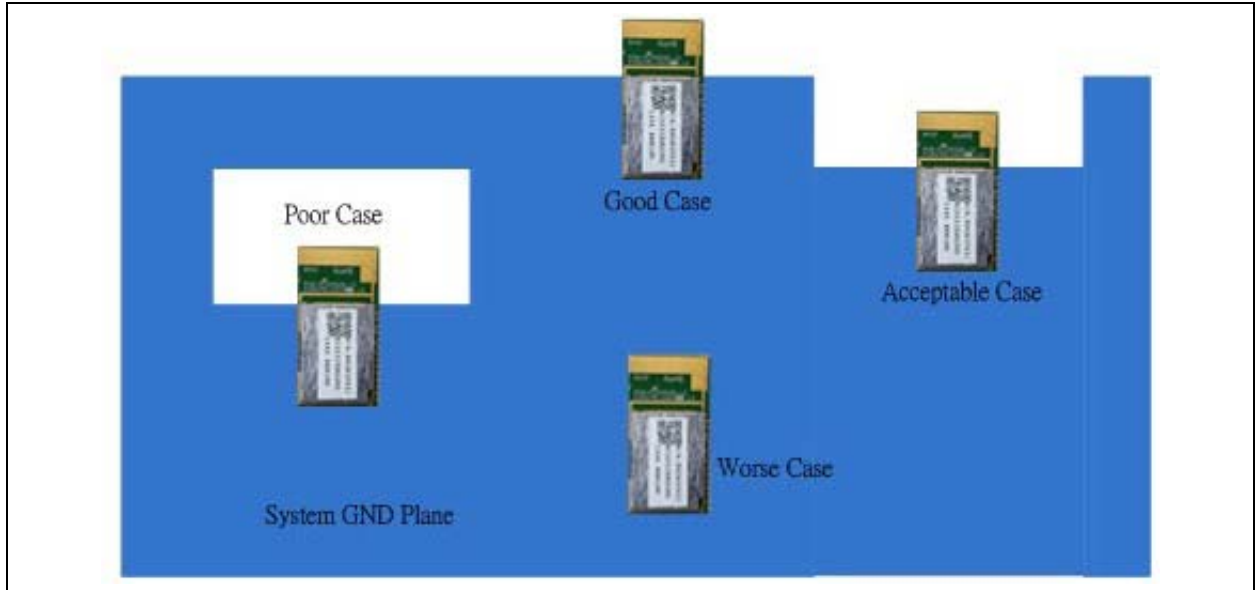 Good Case
Poor Case
Acceptable Case
Worse Case
System GND Plane